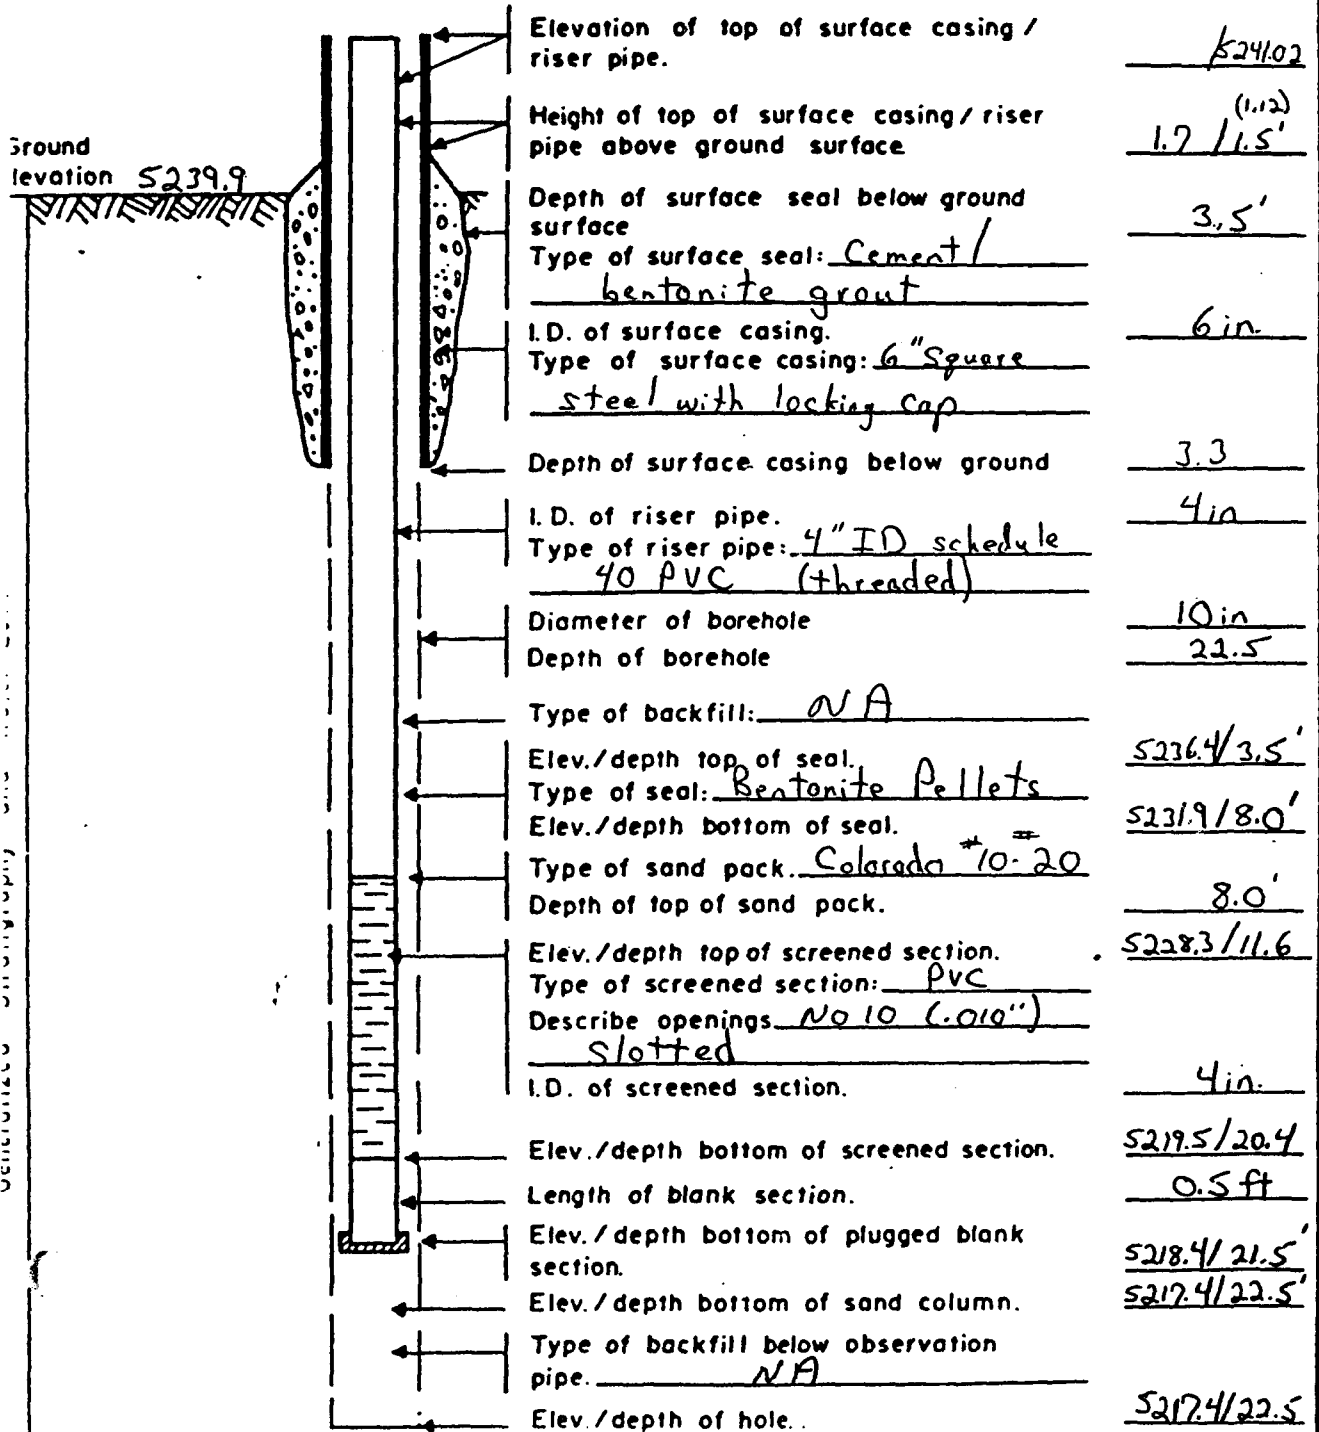 Elevation of top of surface casing /
riser pipe. /5241.02
Height of top of surface casing / riser (1.12)
pipe above ground surface 1.7 / 1.5'
Ground
levation 5239.9
Depth of surface seal below ground
surface 3.5'
Type of surface seal: Cement /
bentonite grout
I.D. of surface casing. 6 in.
Type of surface casing: 6" Square
steel with locking cap
Depth of surface casing below ground 3.3
I.D. of riser pipe. 4 in
Type of riser pipe: 4" ID schedule
40 PVC (threaded)
Diameter of borehole 10 in
Depth of borehole 22.5
Type of backfill: NA
Elev./depth top of seal. 5236.4/3.5'
Type of seal: Bentonite Pellets
Elev./depth bottom of seal. 5231.9/8.0'
Type of sand pack. Colorado #10-#20
Depth of top of sand pack. 8.0'
Elev./depth top of screened section. 5228.3/11.6
Type of screened section: PVC
Describe openings No 10 (.010")
Slotted
I.D. of screened section. 4 in.
Elev./depth bottom of screened section. 5219.5/20.4
Length of blank section. 0.5 ft
Elev./depth bottom of plugged blank
section. 5218.4/21.5'
Elev./depth bottom of sand column. 5217.4/22.5'
Type of backfill below observation
pipe. NA
Elev./depth of hole.. 5217.4/22.5